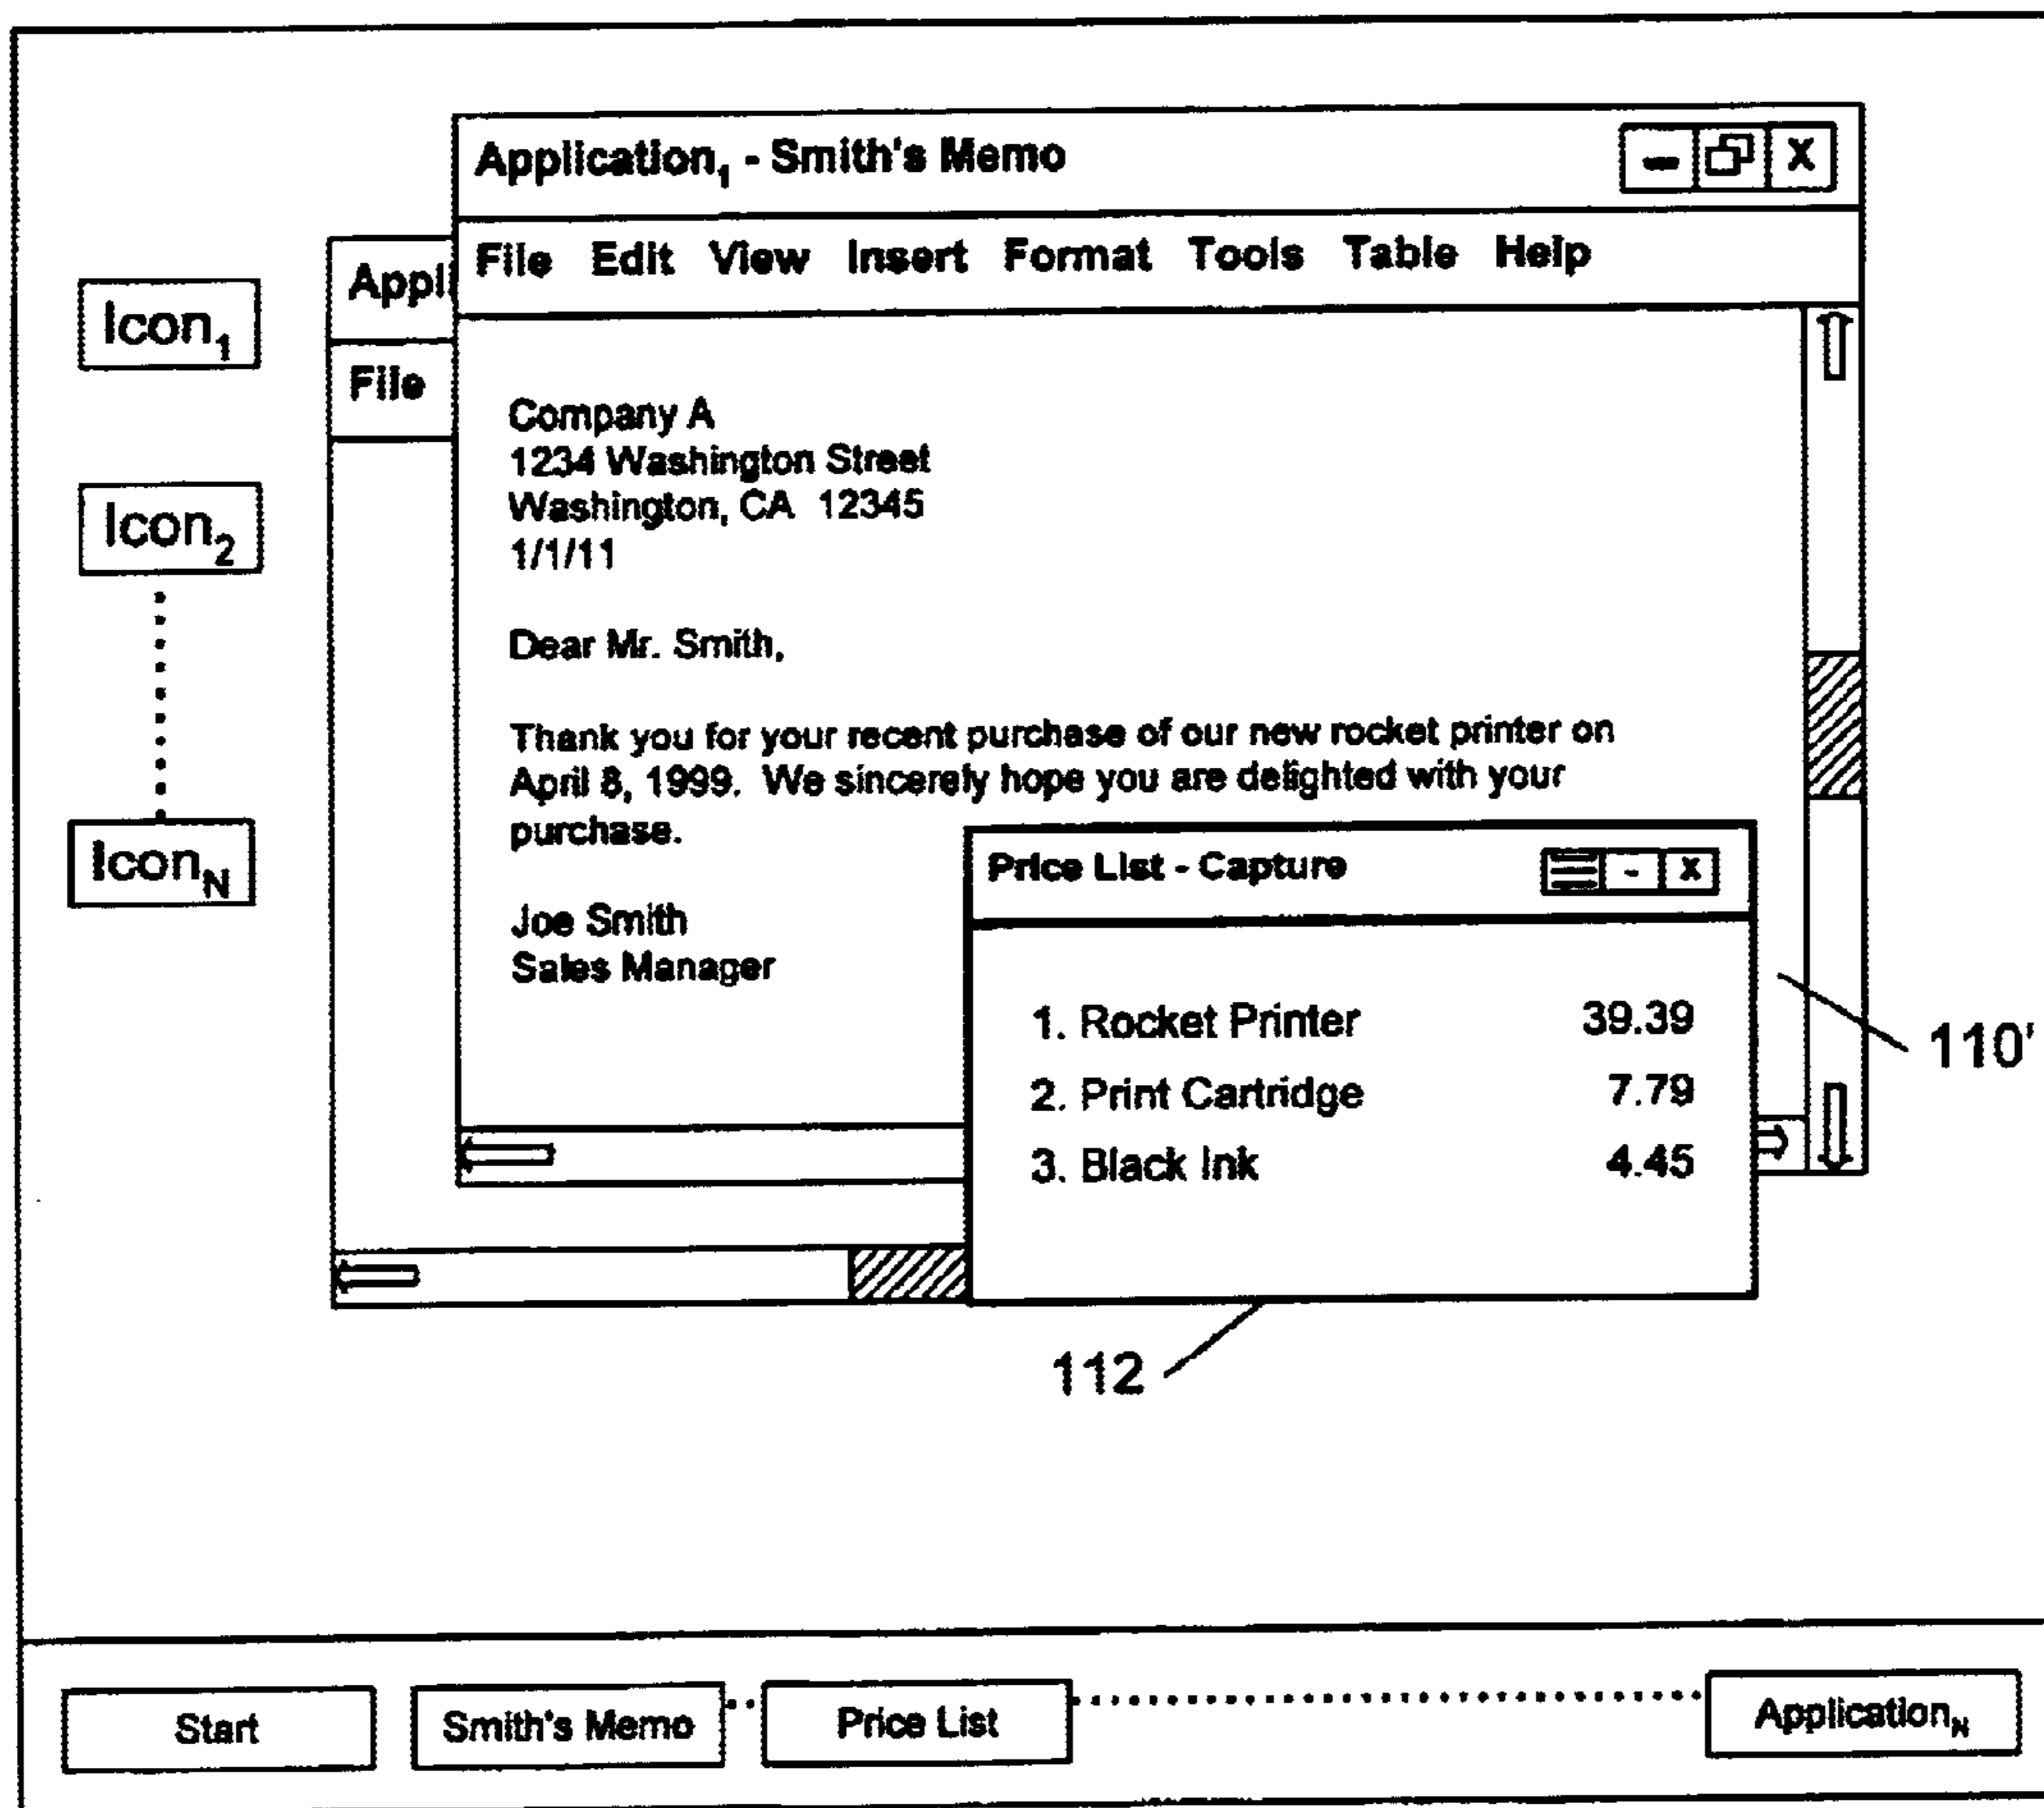 Application₁ - Smith's Memo
- X
File Edit View Insert Format Tools Table Help
Appli
File
Icon₁
Icon₂
Icon_N
Company A
1234 Washington Street
Washington, CA 12345
1/1/11
Dear Mr. Smith,
Thank you for your recent purchase of our new rocket printer on
April 8, 1999. We sincerely hope you are delighted with your
purchase.
Joe Smith
Sales Manager
Price List - Capture
- X
1. Rocket Printer 39.39
2. Print Cartridge 7.79
3. Black Ink 4.45
110'
112
Start
Smith's Memo
Price List
Application_N